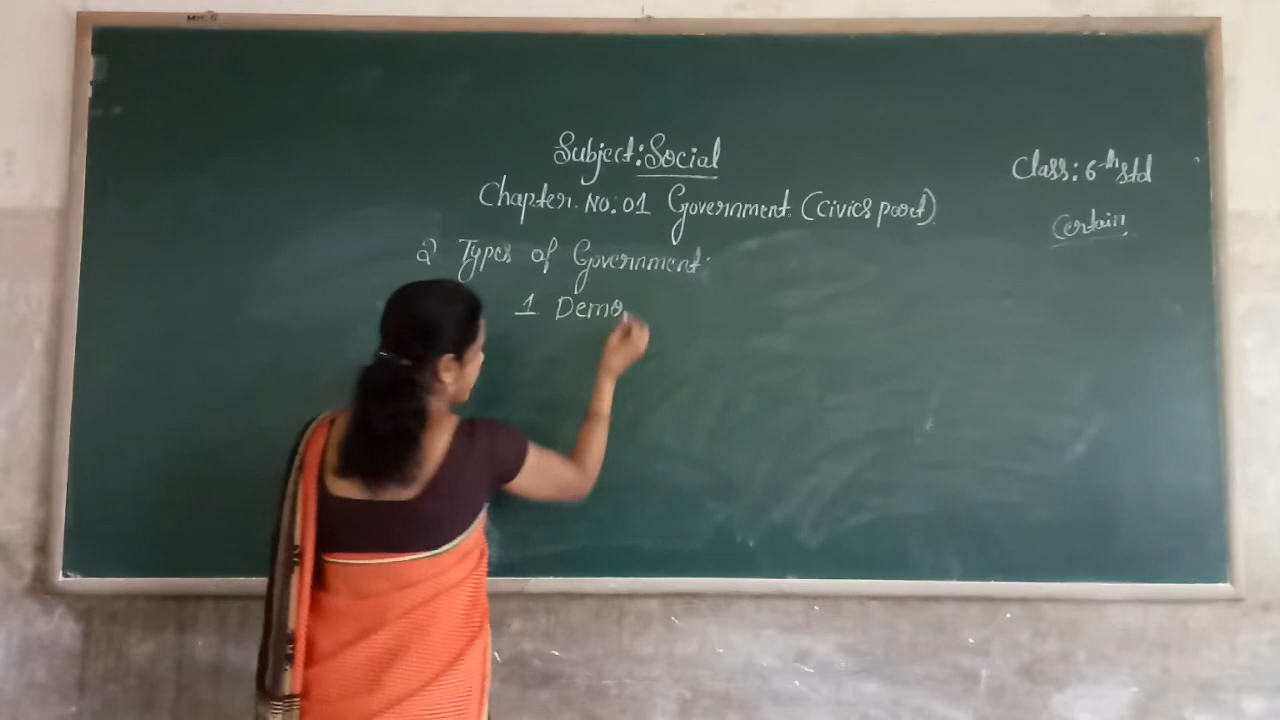 Subject: Social
Class: 6th std
Chapter. No: 01 Government (civics part)
Certain
2 Types of Government:
1 Demo